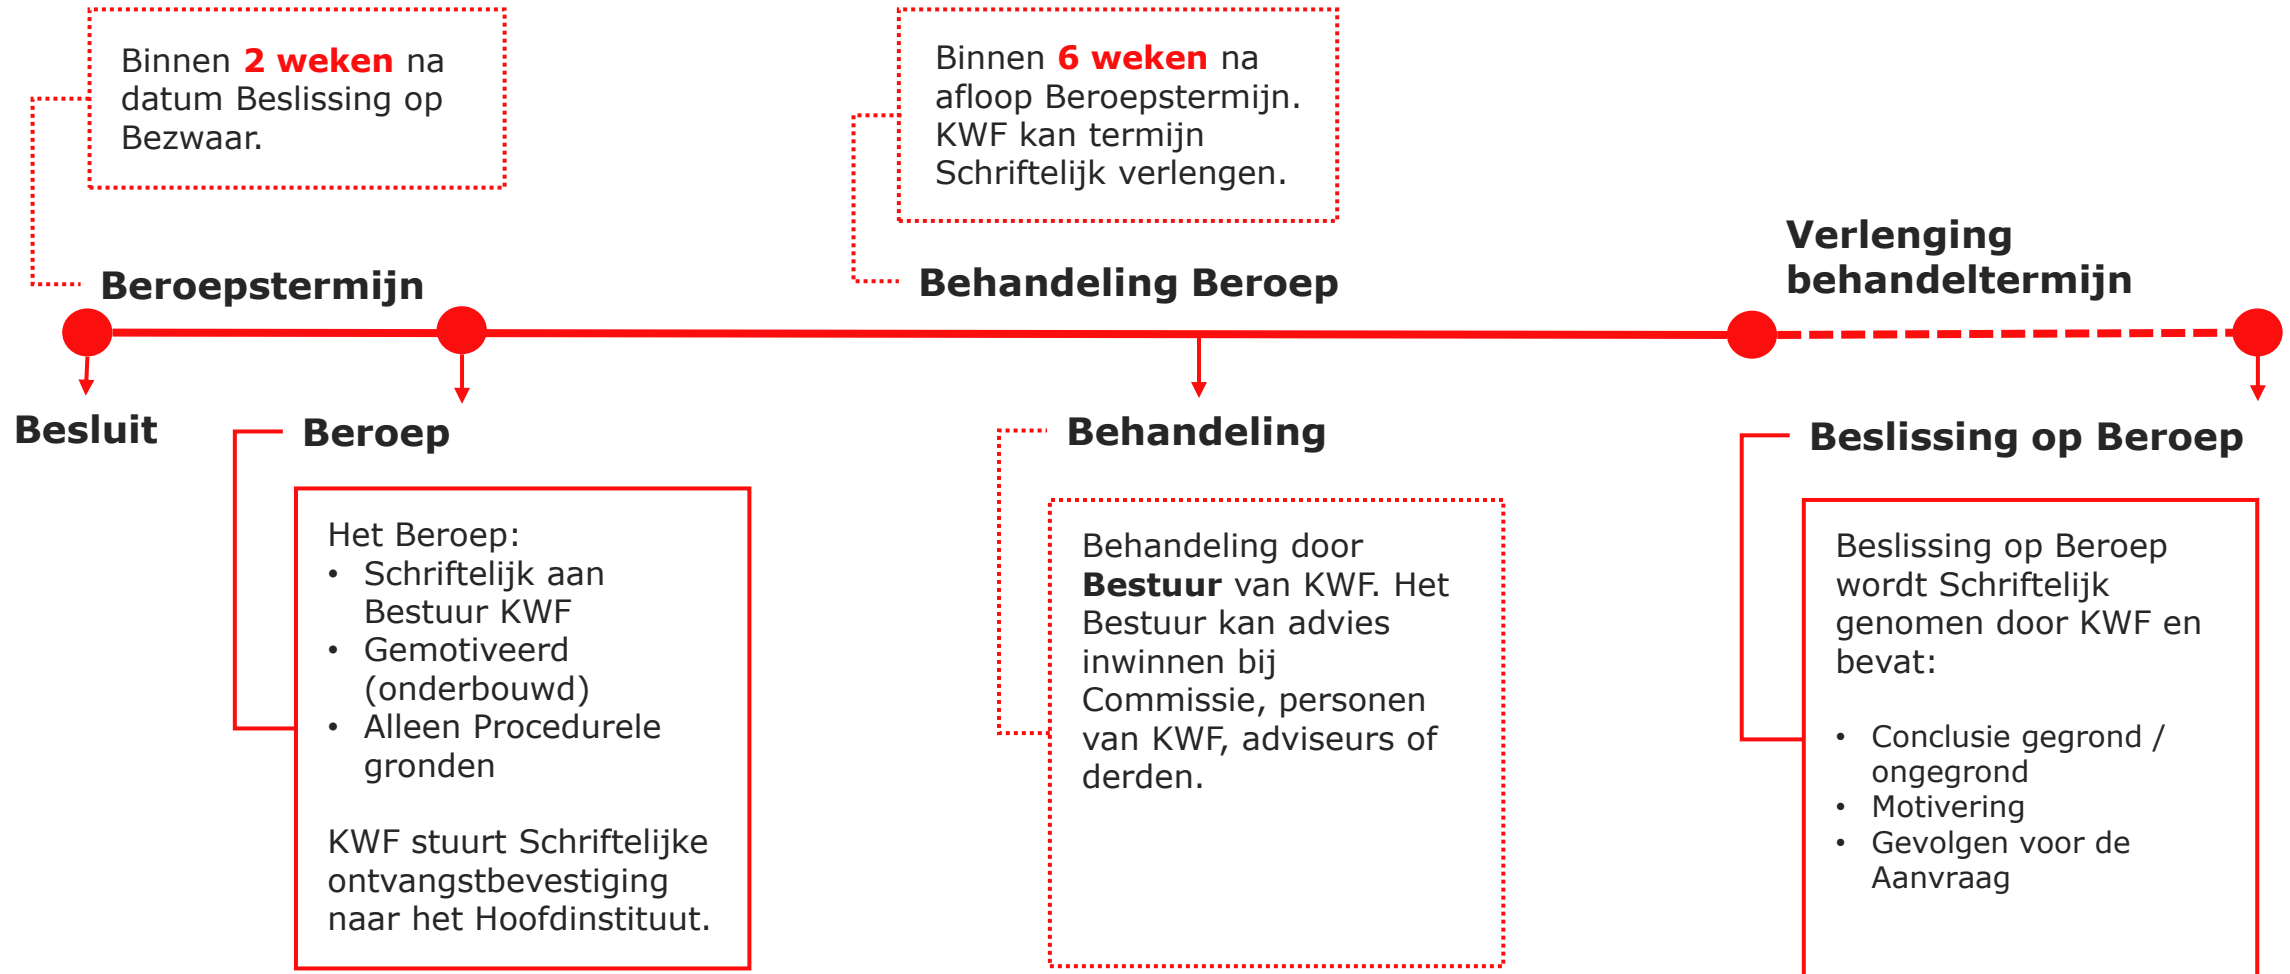 Binnen 2 weken na
datum Beslissing op
Bezwaar.
Binnen 6 weken na
afloop Beroepstermijn.
KWF kan termijn
Schriftelijk verlengen.
Beroepstermijn
Behandeling Beroep
Verlenging
behandeltermijn
Besluit
Beroep
Het Beroep:
• Schriftelijk aan
Bestuur KWF
• Gemotiveerd
(onderbouwd)
• Alleen Procedurele
gronden
KWF stuurt Schriftelijke
ontvangstbevestiging
naar het Hoofdinstituut.
Behandeling
Behandeling door
Bestuur van KWF. Het
Bestuur kan advies
inwinnen bij
Commissie, personen
van KWF, adviseurs of
derden.
Beslissing op Beroep
Beslissing op Beroep
wordt Schriftelijk
genomen door KWF en
bevat:
• Conclusie gegrond /
ongegrond
• Motivering
• Gevolgen voor de
Aanvraag